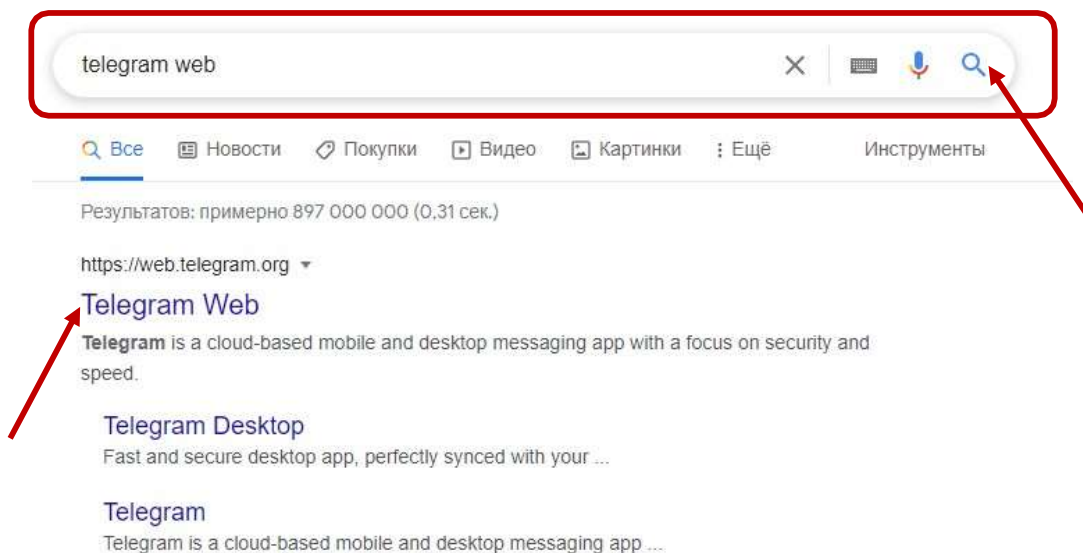 telegram web
Все Новости Покупки Видео Картинки Ещё Инструменты
Результатов: примерно 897 000 000 (0,31 сек.)
https://web.telegram.org
Telegram Web
Telegram is a cloud-based mobile and desktop messaging app with a focus on security and
speed.
Telegram Desktop
Fast and secure desktop app, perfectly synced with your ...
Telegram
Telegram is a cloud-based mobile and desktop messaging app ...